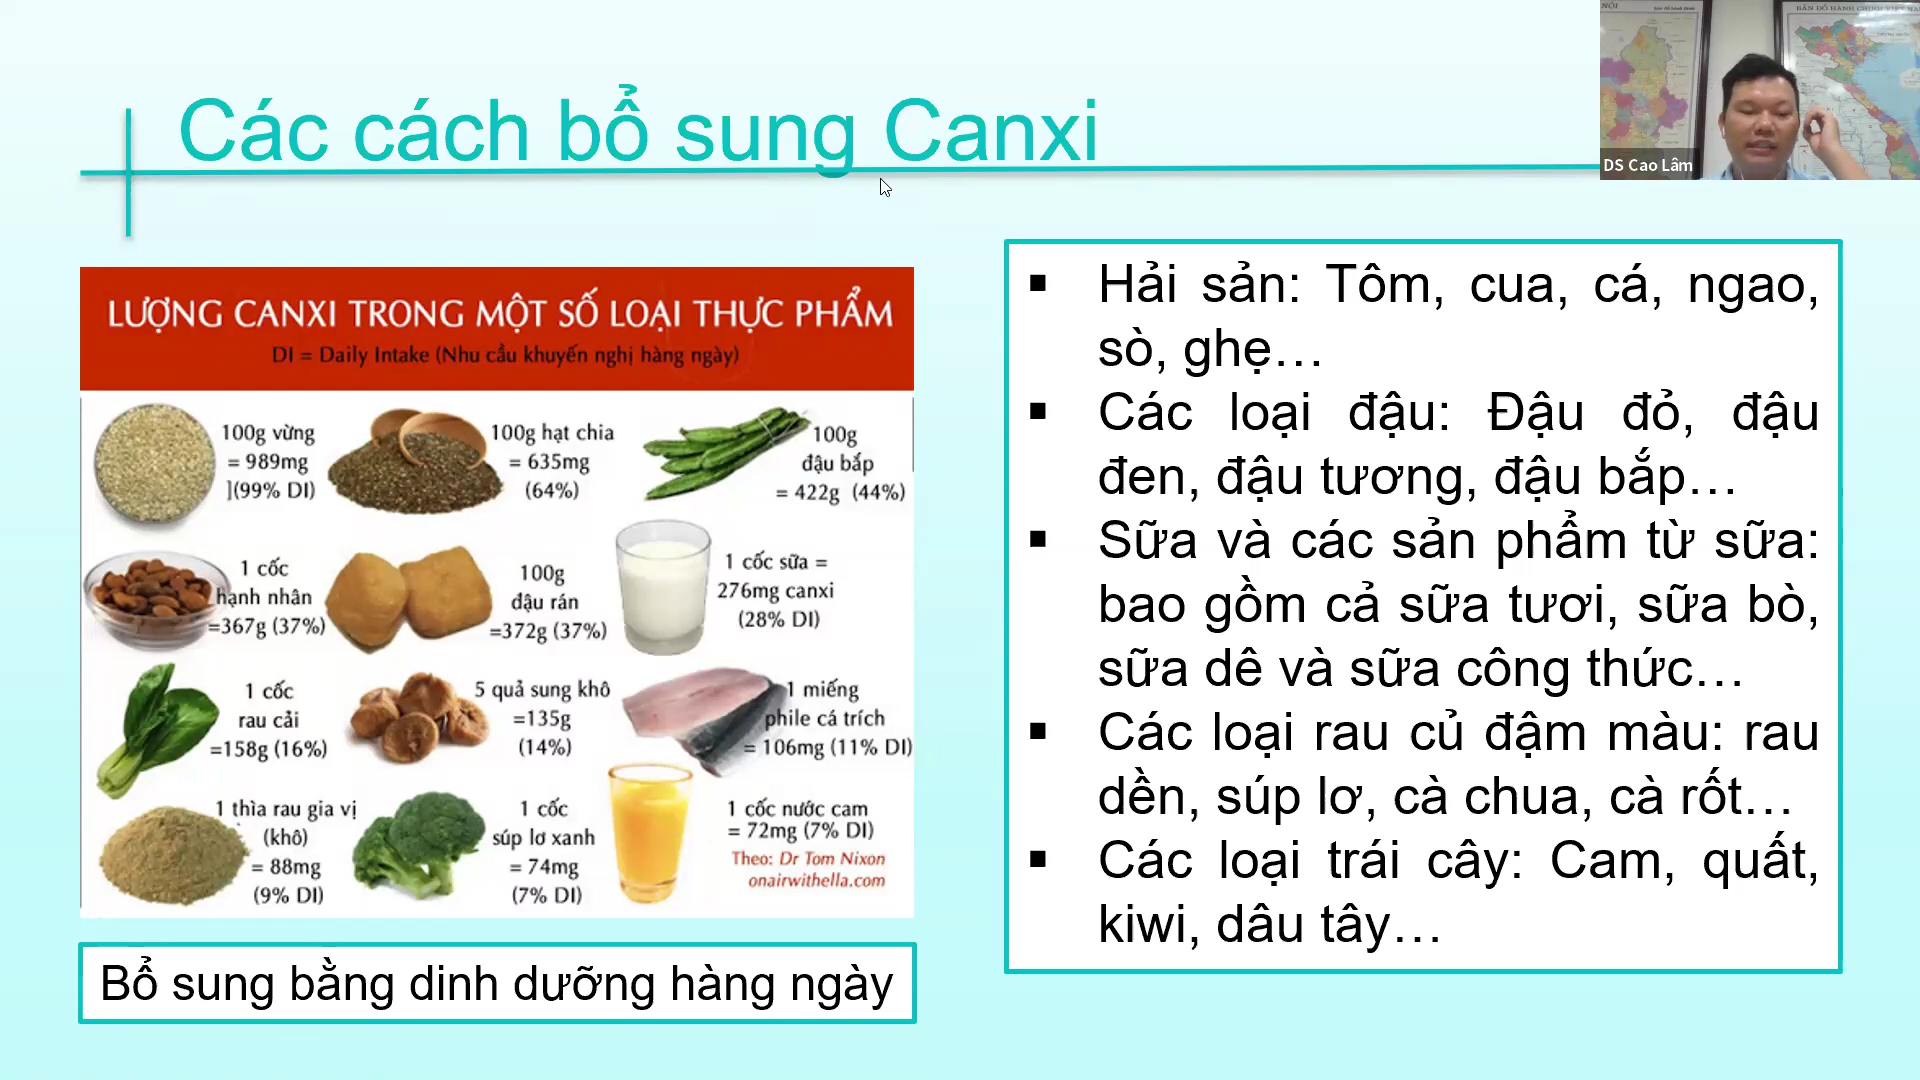 Các cách bổ sung Canxi
NỘI
BẢN ĐỒ HÀNH CHÍNH VIỆT NAM
DS Cao Lâm
LƯỢNG CANXI TRONG MỘT SỐ LOẠI THỰC PHẨM
DI = Daily Intake (Nhu cầu khuyến nghị hàng ngày)
100g vừng
= 989mg
](99% DI)
100g hạt chia
= 635mg
(64%)
100g
đậu bắp
= 422g (44%)
1 cốc
hạnh nhân
=367g (37%)
100g
đậu rán
=372g (37%)
1 cốc sữa =
276mg canxi
(28% DI)
1 cốc
rau cải
=158g (16%)
5 quả sung khô
=135g
(14%)
1 miếng
phile cá trích
= 106mg (11% DI)
1 thìa rau gia vị
(khô)
= 88mg
(9% DI)
1 cốc
súp lơ xanh
= 74mg
(7% DI)
1 cốc nước cam
= 72mg (7% DI)
Theo: Dr Tom Nixon
onairwithella.com
Bổ sung bằng dinh dưỡng hàng ngày
▪ Hải sản: Tôm, cua, cá, ngao,
sò, ghẹ…
▪ Các loại đậu: Đậu đỏ, đậu
đen, đậu tương, đậu bắp…
▪ Sữa và các sản phẩm từ sữa:
bao gồm cả sữa tươi, sữa bò,
sữa dê và sữa công thức…
▪ Các loại rau củ đậm màu: rau
dền, súp lơ, cà chua, cà rốt…
▪ Các loại trái cây: Cam, quất,
kiwi, dâu tây…